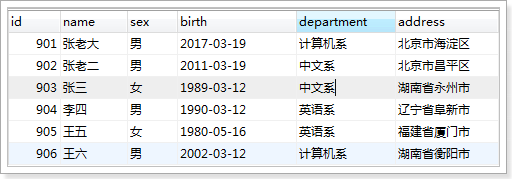 id name sex birth department address
901 张老大 男 2017-03-19 计算机系 北京市海淀区
902 张老二 男 2011-03-19 中文系 北京市昌平区
903 张三 女 1989-03-12 中文系 湖南省永州市
904 李四 男 1990-03-12 英语系 辽宁省阜新市
905 王五 女 1980-05-16 英语系 福建省厦门市
906 王六 男 2002-03-12 计算机系 湖南省衡阳市